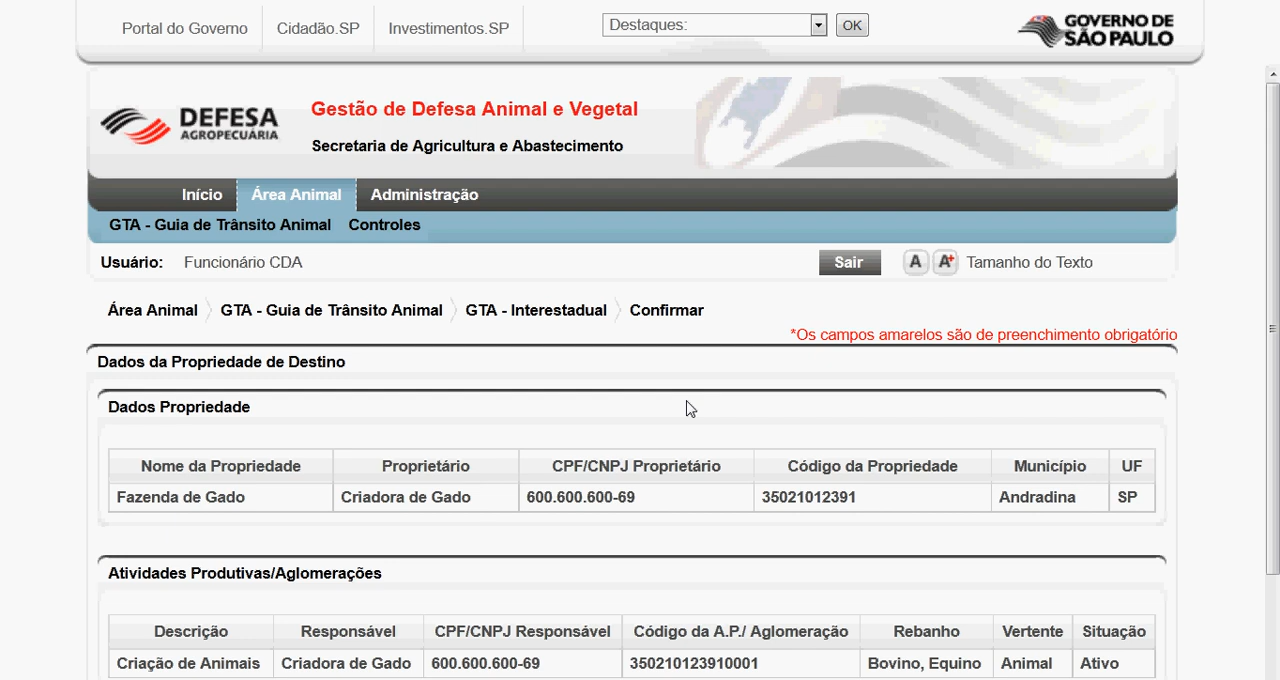 Portal do Governo Cidadão.SP Investimentos.SP Destaques: OK GOVERNO DE SÃO PAULO
DEFESA AGROPECUÁRIA
Gestão de Defesa Animal e Vegetal
Secretaria de Agricultura e Abastecimento
Início Área Animal Administração
GTA - Guia de Trânsito Animal Controles
Usuário: Funcionário CDA Sair A A+ Tamanho do Texto
Área Animal GTA - Guia de Trânsito Animal GTA - Interestadual Confirmar
*Os campos amarelos são de preenchimento obrigatório
Dados da Propriedade de Destino
Dados Propriedade
Nome da Propriedade Proprietário CPF/CNPJ Proprietário Código da Propriedade Município UF
Fazenda de Gado Criadora de Gado 600.600.600-69 35021012391 Andradina SP
Atividades Produtivas/Aglomerações
Descrição Responsável CPF/CNPJ Responsável Código da A.P./ Aglomeração Rebanho Vertente Situação
Criação de Animais Criadora de Gado 600.600.600-69 350210123910001 Bovino, Equino Animal Ativo